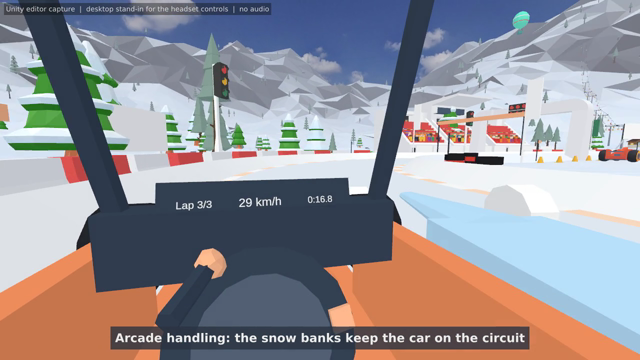 Unity editor capture | desktop stand-in for the headset controls | no audio
Lap 3/3
29 km/h
0:16.8
Arcade handling: the snow banks keep the car on the circuit